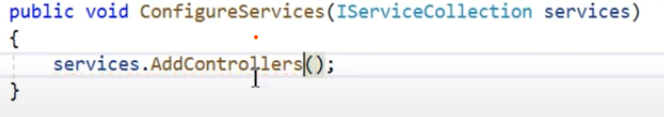 public void ConfigureServices(IServiceCollection services)
{
services.AddControllers();
}